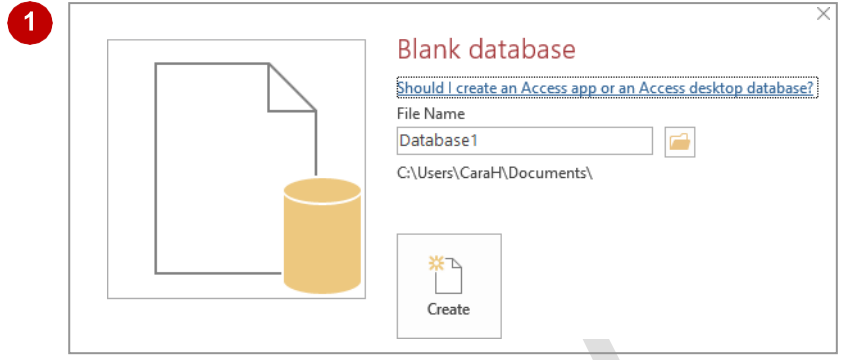 1
Blank database
Should I create an Access app or an Access desktop database?
File Name
Database1
C:\Users\CaraH\Documents\
Create